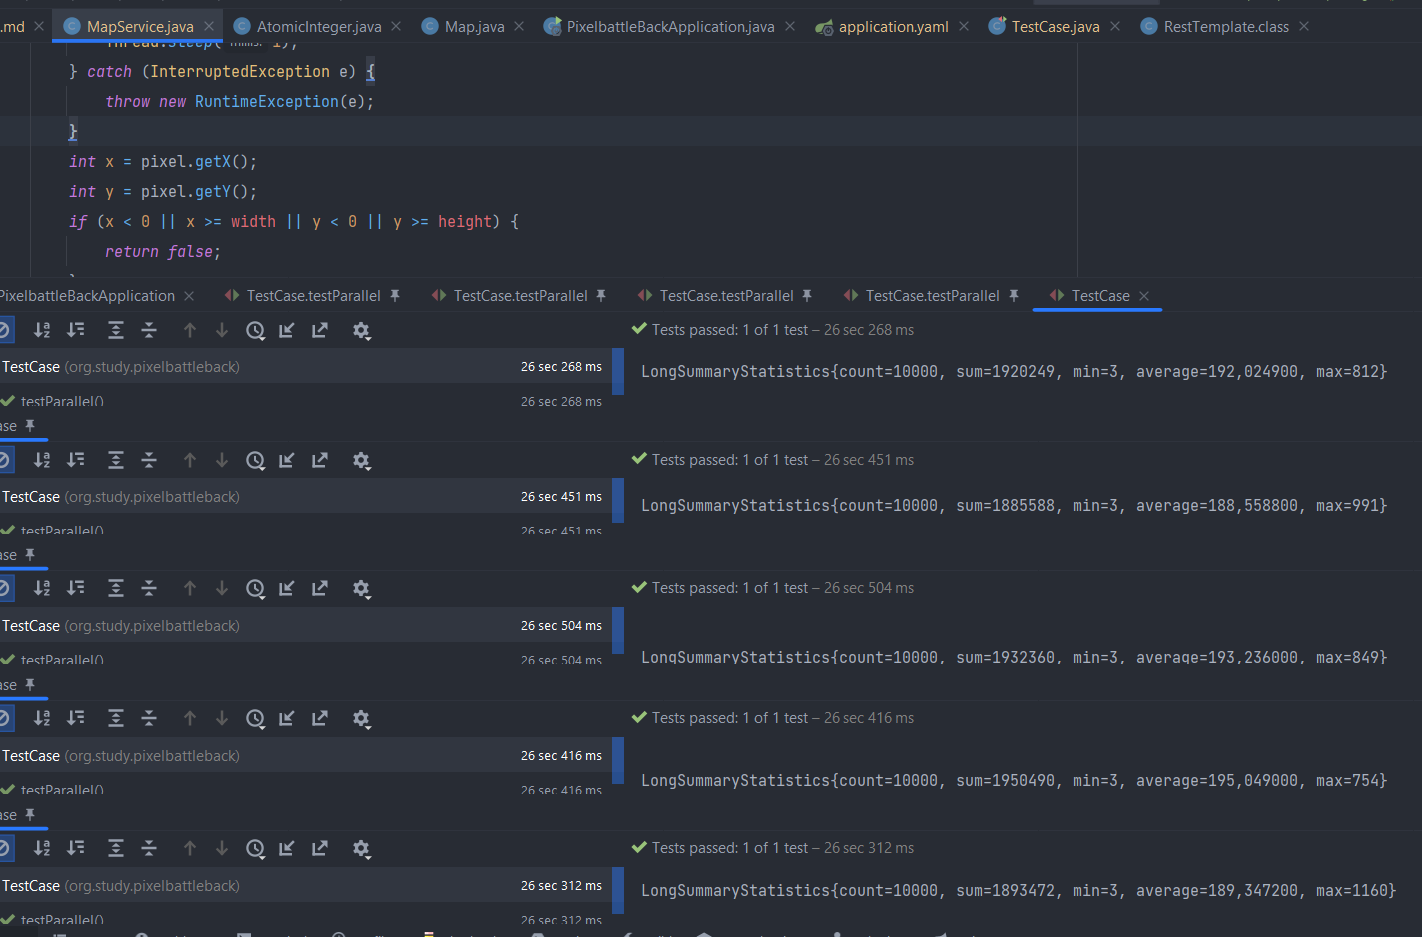 .md MapService.java AtomicInteger.java Map.java PixelbattleBackApplication.java application.yaml TestCase.java RestTemplate.class
Thread.sleep( millis: 1);
} catch (InterruptedException e) {
throw new RuntimeException(e);
}
int x = pixel.getX();
int y = pixel.getY();
if (x < 0 || x >= width || y < 0 || y >= height) {
return false;
}
PixelbattleBackApplication TestCase.testParallel TestCase.testParallel TestCase.testParallel TestCase.testParallel TestCase
Tests passed: 1 of 1 test – 26 sec 268 ms
TestCase (org.study.pixelbattleback) 26 sec 268 ms
LongSummaryStatistics{count=10000, sum=1920249, min=3, average=192,024900, max=812}
testParallel() 26 sec 268 ms
ase
Tests passed: 1 of 1 test – 26 sec 451 ms
TestCase (org.study.pixelbattleback) 26 sec 451 ms
LongSummaryStatistics{count=10000, sum=1885588, min=3, average=188,558800, max=991}
testParallel() 26 sec 451 ms
ase
Tests passed: 1 of 1 test – 26 sec 504 ms
TestCase (org.study.pixelbattleback) 26 sec 504 ms
LongSummaryStatistics{count=10000, sum=1932360, min=3, average=193,236000, max=849}
testParallel() 26 sec 504 ms
ase
Tests passed: 1 of 1 test – 26 sec 416 ms
TestCase (org.study.pixelbattleback) 26 sec 416 ms
LongSummaryStatistics{count=10000, sum=1950490, min=3, average=195,049000, max=754}
testParallel() 26 sec 416 ms
ase
Tests passed: 1 of 1 test – 26 sec 312 ms
TestCase (org.study.pixelbattleback) 26 sec 312 ms
LongSummaryStatistics{count=10000, sum=1893472, min=3, average=189,347200, max=1160}
testParallel() 26 sec 312 ms